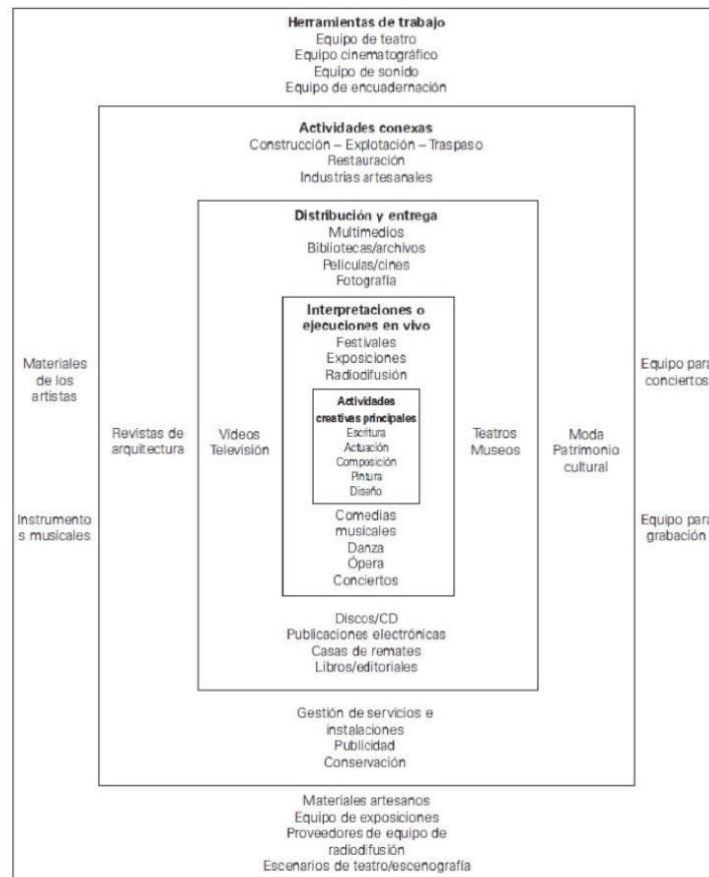 Herramientas de trabajo
Equipo de teatro
Equipo cinematográfico
Equipo de sonido
Equipo de encuadernación
Actividades conexas
Construcción – Explotación – Traspaso
Restauración
Industrias artesanales
Distribución y entrega
Multimedios
Bibliotecas/archivos
Películas/cines
Fotografía
Interpretaciones o
ejecuciones en vivo
Festivales
Exposiciones
Radiodifusión
Actividades
creativas principales
Escritura
Actuación
Composición
Pintura
Diseño
Comedias
musicales
Danza
Ópera
Conciertos
Materiales
de los
artistas
Instrumento
s musicales
Revistas de
arquitectura
Vídeos
Televisión
Teatros
Museos
Moda
Patrimonio
cultural
Equipo para
conciertos
Equipo para
grabación
Discos/CD
Publicaciones electrónicas
Casas de remates
Libros/editoriales
Gestión de servicios e
instalaciones
Publicidad
Conservación
Materiales artesanos
Equipo de exposiciones
Proveedores de equipo de
radiodifusión
Escenarios de teatro/escenografía